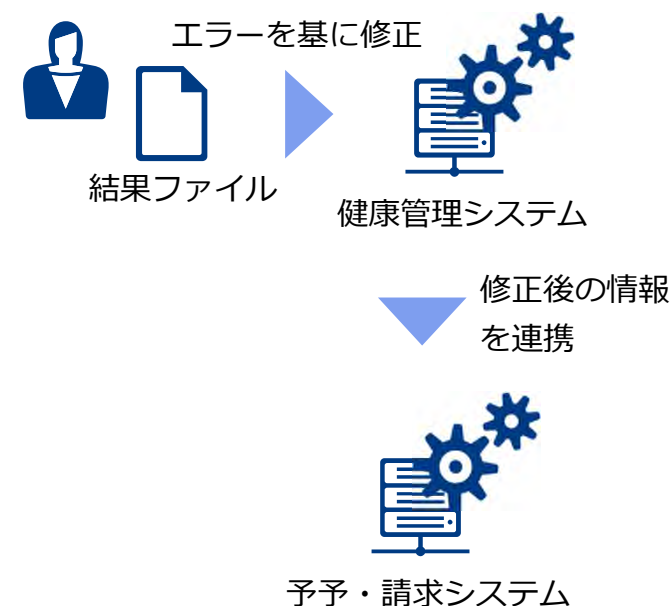 エラーを基に修正
結果ファイル
健康管理システム
修正後の情報
を連携
予予・請求システム